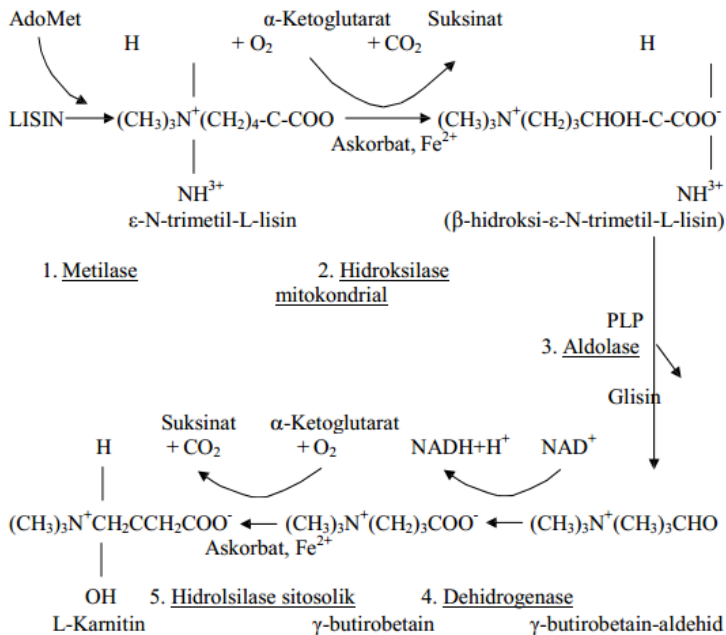 AdoMet α-Ketoglutarat Suksinat
H + O₂ + CO₂ H
LISIN (CH₃)₃N⁺(CH₂)₄-C-COO (CH₃)₃N⁺(CH₂)₃CHOH-C-COO⁻
Askorbat, Fe²⁺
NH³⁺ NH³⁺
ε-N-trimetil-L-lisin (β-hidroksi-ε-N-trimetil-L-lisin)
1. Metilase 2. Hidroksilase
mitokondrial
PLP
3. Aldolase
Glisin
Suksinat α-Ketoglutarat
H + CO₂ + O₂ NADH+H⁺ NAD⁺
(CH₃)₃N⁺CH₂CCH₂COO⁻ (CH₃)₃N⁺(CH₂)₃COO⁻ (CH₃)₃N⁺(CH₃)₃CHO
Askorbat, Fe²⁺
OH 5. Hidrolsilase sitosolik 4. Dehidrogenase
L-Karnitin γ-butirobetain γ-butirobetain-aldehid